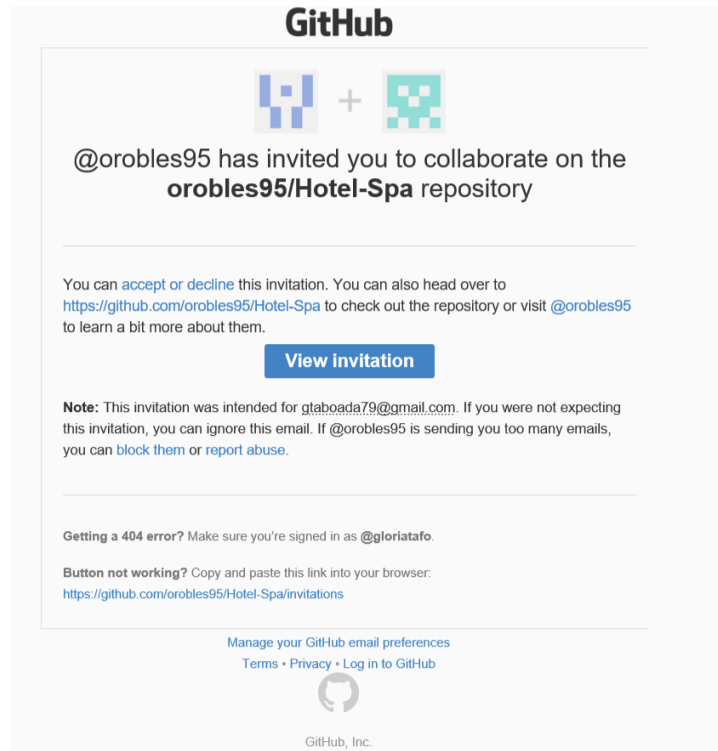 GitHub
@orobles95 has invited you to collaborate on the
orobles95/Hotel-Spa repository
You can accept or decline this invitation. You can also head over to
https://github.com/orobles95/Hotel-Spa to check out the repository or visit @orobles95
to learn a bit more about them.
View invitation
Note: This invitation was intended for gtaboada79@gmail.com. If you were not expecting
this invitation, you can ignore this email. If @orobles95 is sending you too many emails,
you can block them or report abuse.
Getting a 404 error? Make sure you're signed in as @gloriatafo.
Button not working? Copy and paste this link into your browser:
https://github.com/orobles95/Hotel-Spa/invitations
Manage your GitHub email preferences
Terms • Privacy • Log in to GitHub
GitHub, Inc.